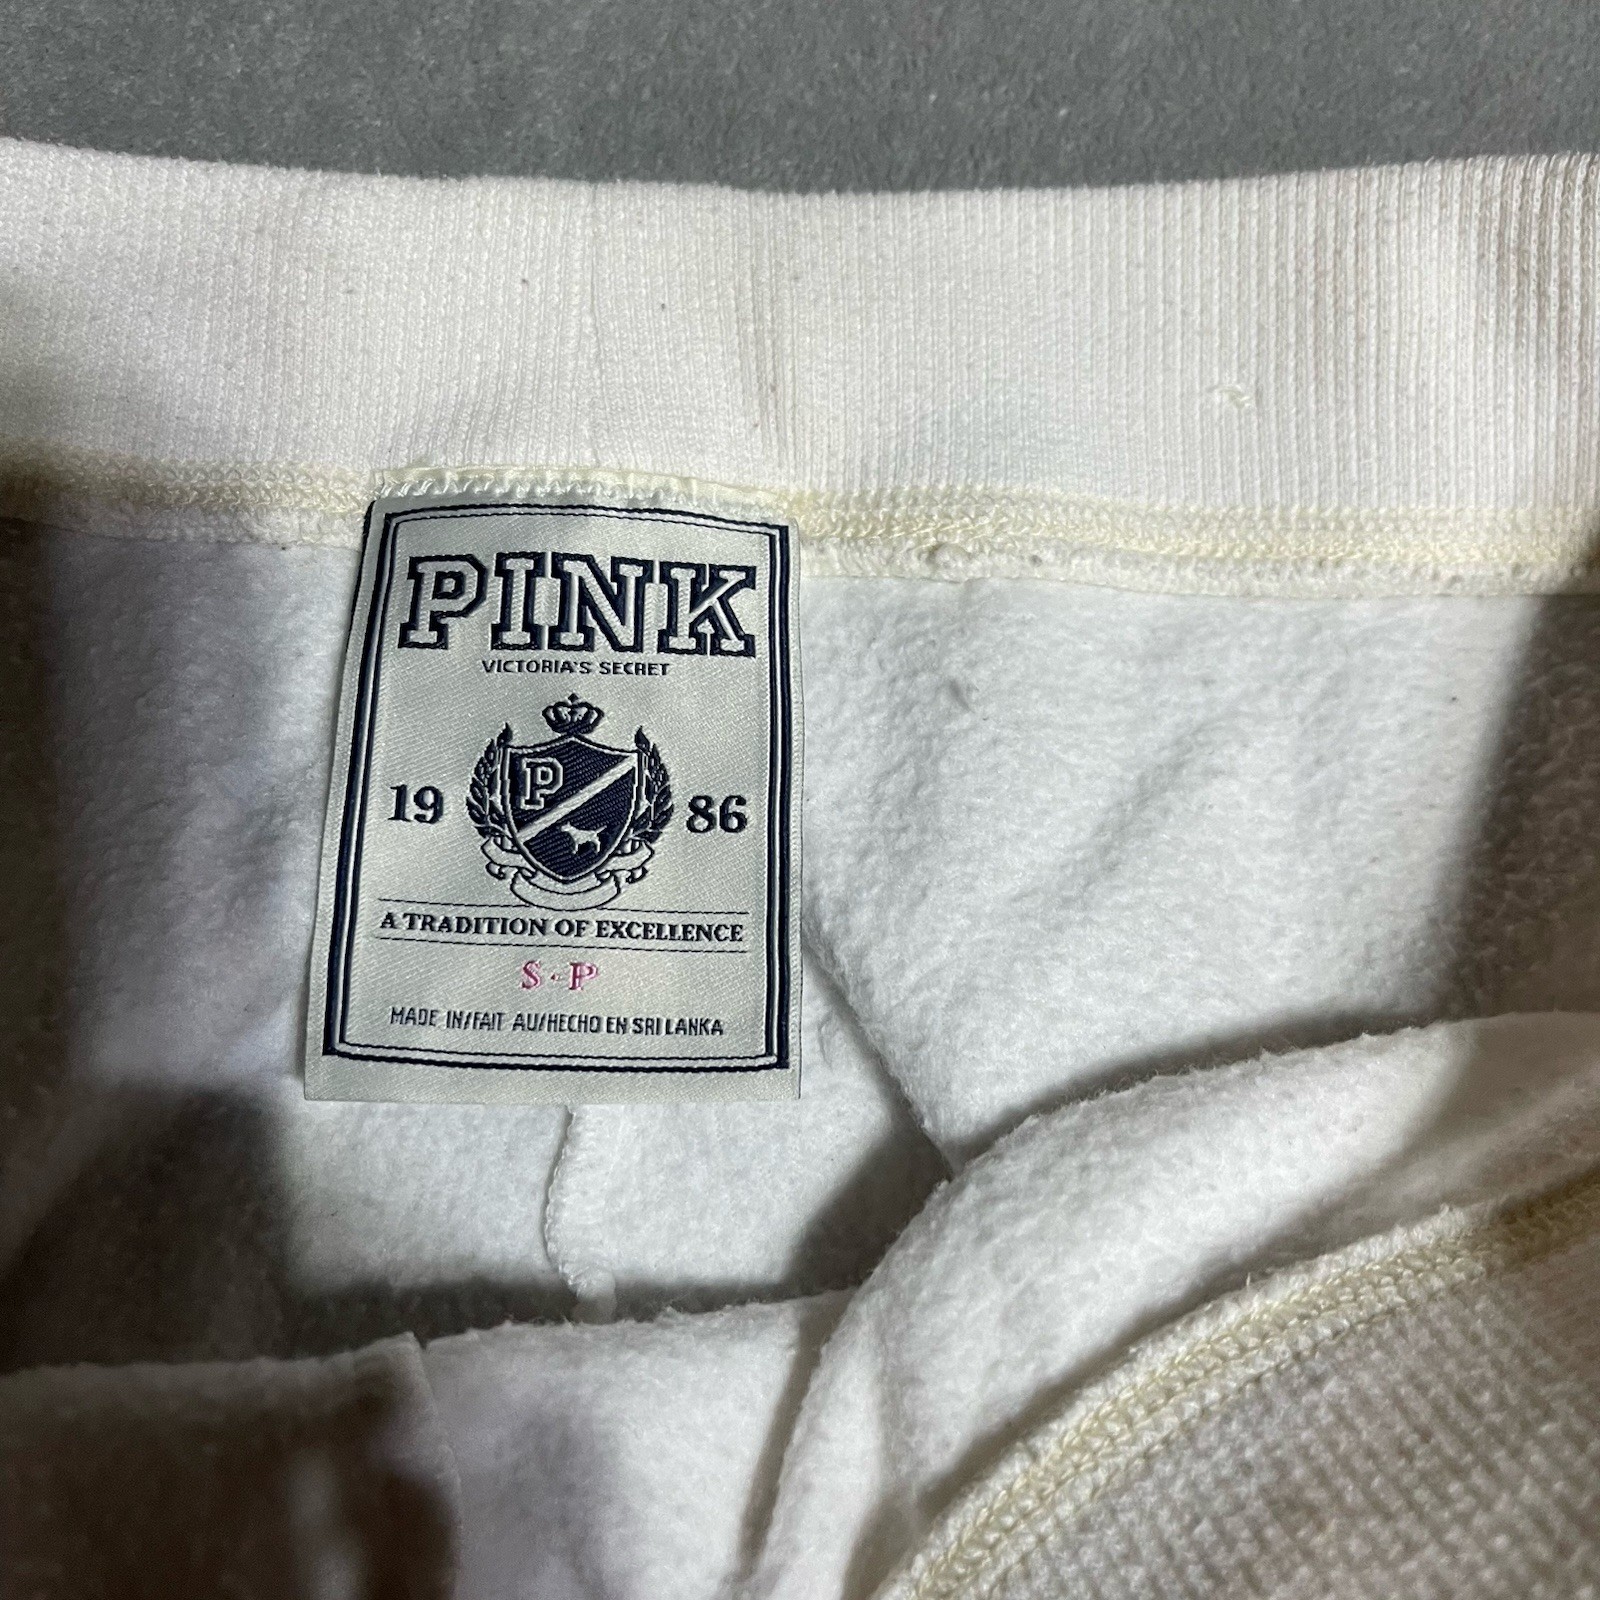 PINK
VICTORIA'S SECRET
P
19 86
A TRADITION OF EXCELLENCE
S · P
MADE IN/FAIT AU/HECHO EN SRI LANKA